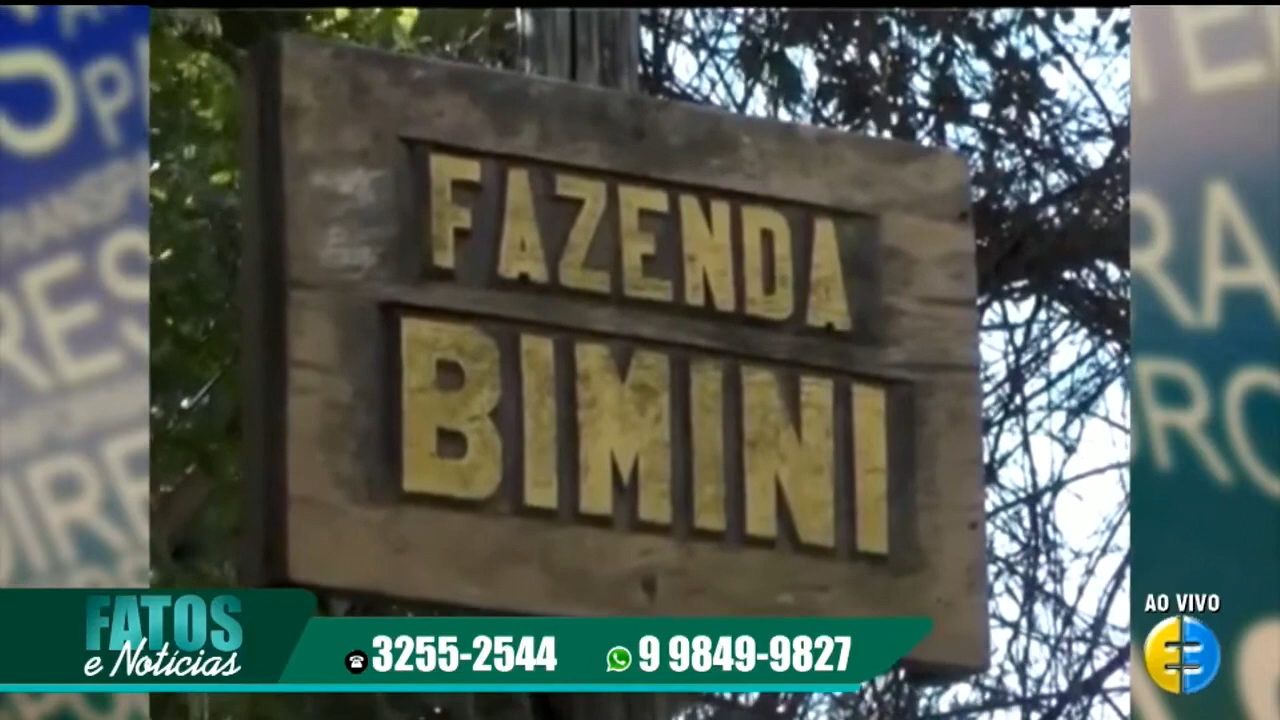 FAZENDA
BIMINI
FATOS
e Notícias
3255-2544
9 9849-9827
AO VIVO